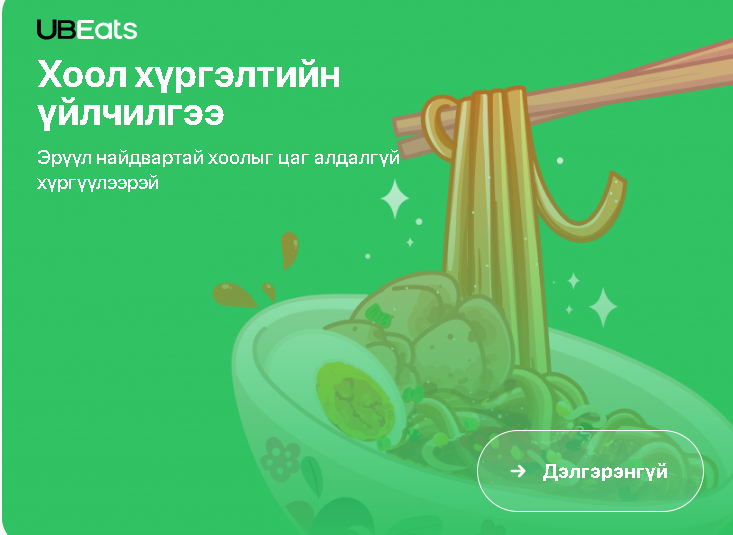 UBEats
Хоол хүргэлтийн
үйлчилгээ
Эрүүл найдвартай хоолыг цаг алдалгүй
хүргүүлээрэй
Дэлгэрэнгүй